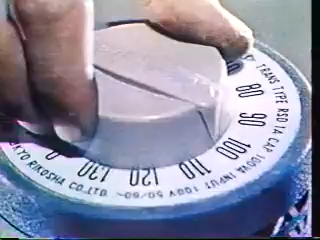 80 90 100 110 120 130
TRANS TYPE RSD 1A CAP 100VA INPUT 100V 50/60~ TOKYO RIKOSHA CO LTD